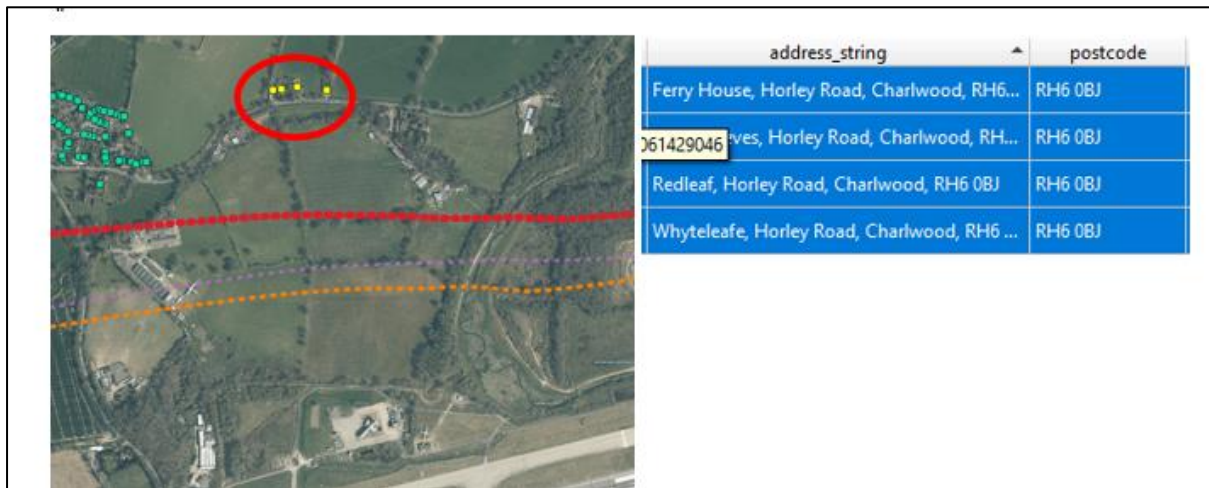 address_string postcode
Ferry House, Horley Road, Charlwood, RH6... RH6 0BJ
061429046 eves, Horley Road, Charlwood, RH... RH6 0BJ
Redleaf, Horley Road, Charlwood, RH6 0BJ RH6 0BJ
Whyteleafe, Horley Road, Charlwood, RH6 ... RH6 0BJ